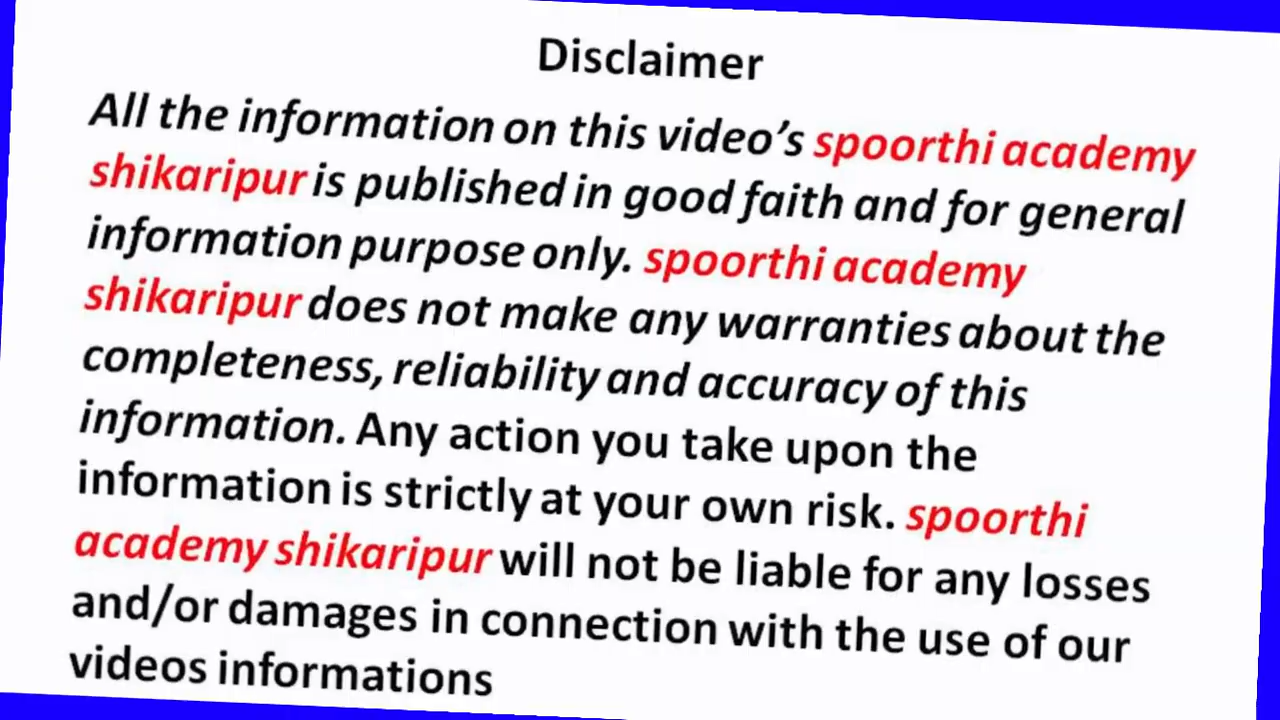 Disclaimer
All the information on this video’s spoorthi academy
shikaripur is published in good faith and for general
information purpose only. spoorthi academy
shikaripur does not make any warranties about the
completeness, reliability and accuracy of this
information. Any action you take upon the
information is strictly at your own risk. spoorthi
academy shikaripur will not be liable for any losses
and/or damages in connection with the use of our
videos informations